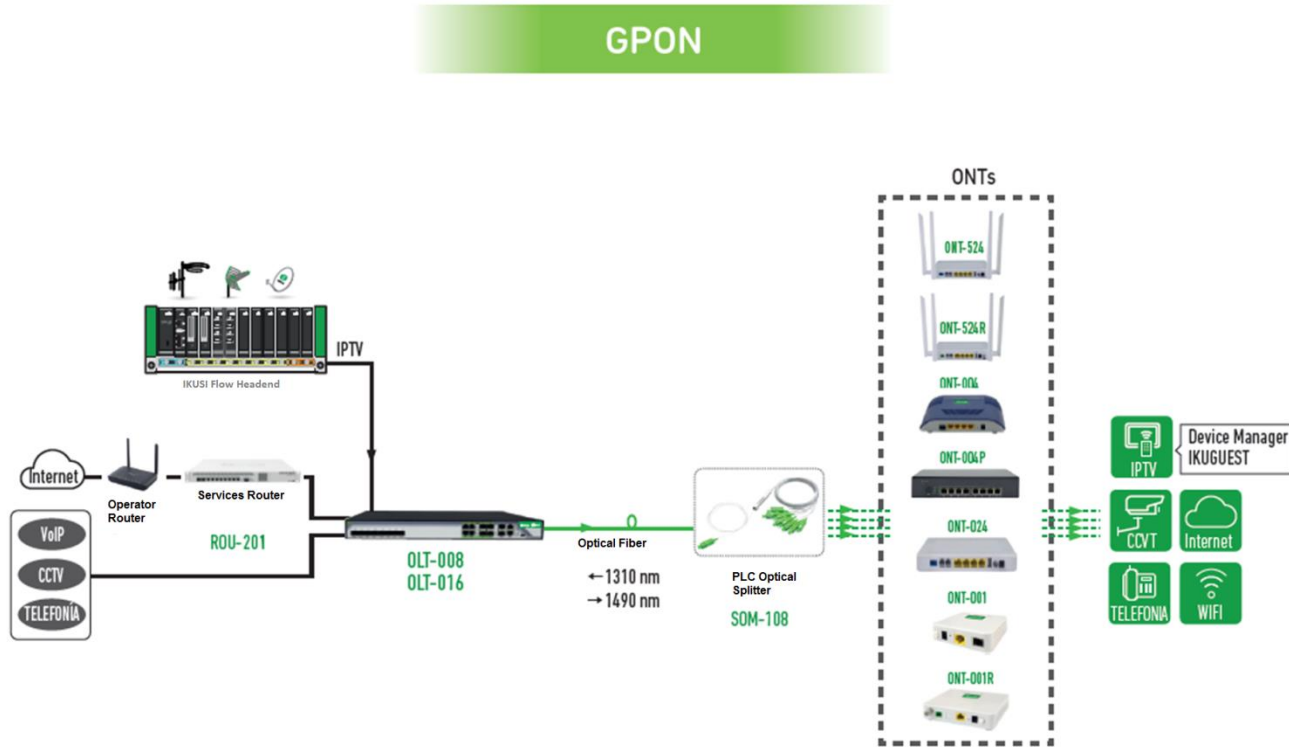 GPON
ONTs
ONT-524
ONT-524R
ONT-004
ONT-004P
ONT-024
ONT-001
ONT-001R
IPTV
IKUSI Flow Headend
Internet
Operator
Router
Services Router
ROU-201
VoIP
CCTV
TELEFONÍA
OLT-008
OLT-016
Optical Fiber
←1310 nm
→1490 nm
PLC Optical
Splitter
SOM-108
IPTV
Device Manager
IKUGUEST
CCVT
Internet
TELEFONIA
WIFI